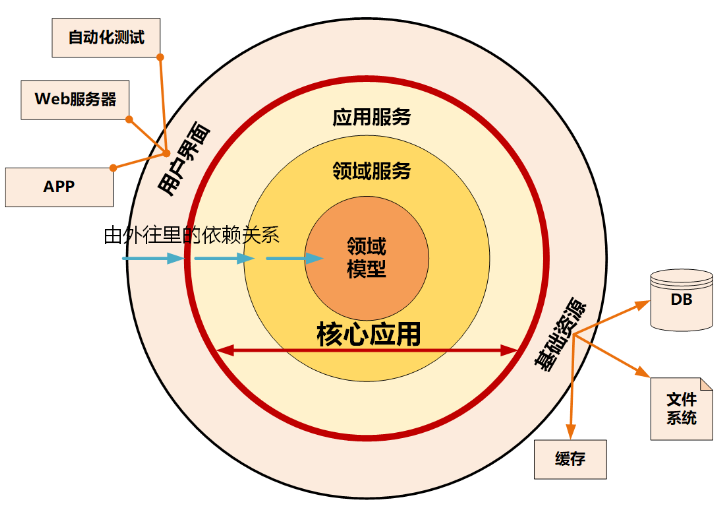 自动化测试
Web服务器
APP
用户界面
应用服务
领域服务
由外往里的依赖关系
领域
模型
核心应用
基础资源
DB
文件
系统
缓存